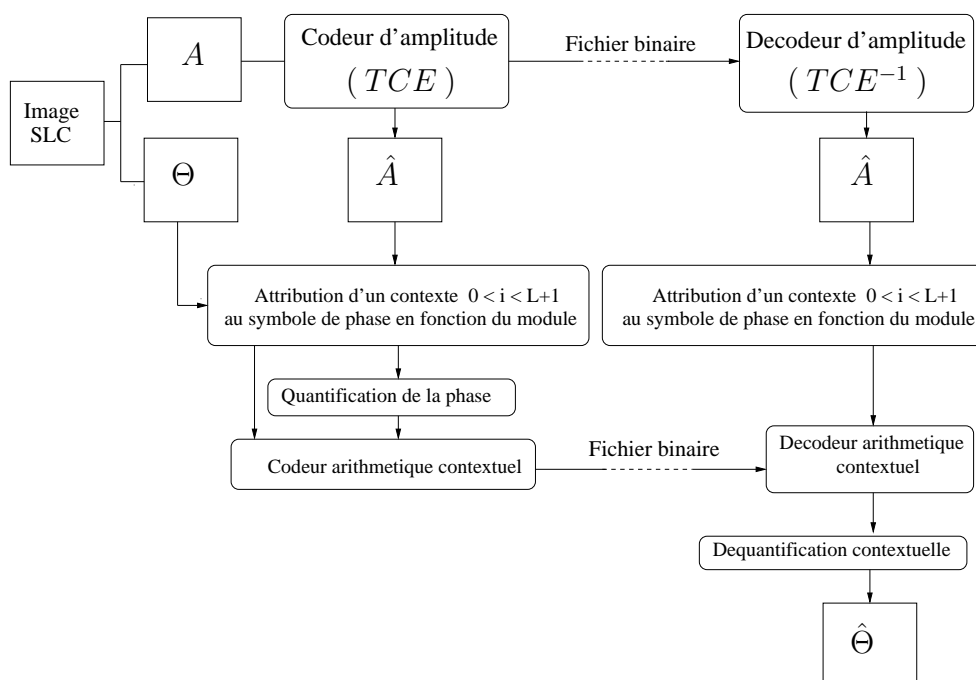 Image
SLC
A
Θ
Codeur d'amplitude
( TCE )
Fichier binaire
Decodeur d'amplitude
( TCE⁻¹ )
Â
Â
Attribution d'un contexte 0 < i < L+1
au symbole de phase en fonction du module
Attribution d'un contexte 0 < i < L+1
au symbole de phase en fonction du module
Quantification de la phase
Codeur arithmetique contextuel
Fichier binaire
Decodeur arithmetique
contextuel
Dequantification contextuelle
Θ̂